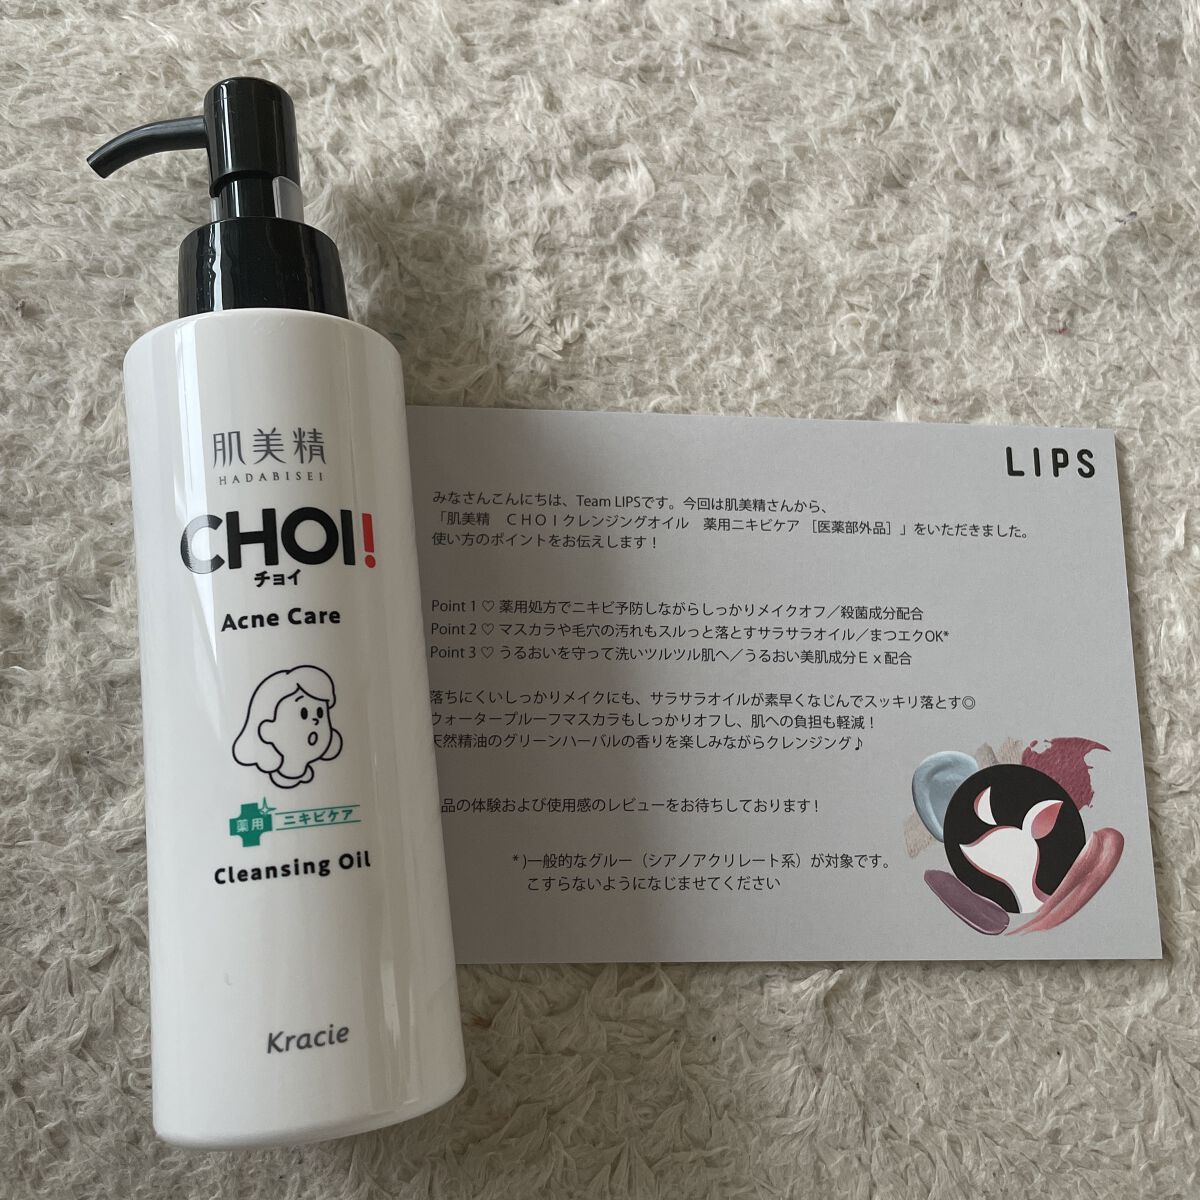 肌美精
HADABISEI
CHOI!
チョイ
Acne Care
薬用
ニキビケア
Cleansing Oil
Kracie
LIPS
みなさんこんにちは、Team LIPSです。今回は肌美精さんから、
「肌美精　ＣＨＯＩクレンジングオイル　薬用ニキビケア ［医薬部外品］」をいただきました。
使い方のポイントをお伝えします！
Point 1 ♡ 薬用処方でニキビ予防しながらしっかりメイクオフ／殺菌成分配合
Point 2 ♡ マスカラや毛穴の汚れもスルっと落とすサラサラオイル／まつエクOK*
Point 3 ♡ うるおいを守って洗いツルツル肌へ／うるおい美肌成分Ｅｘ配合
落ちにくいしっかりメイクにも、サラサラオイルが素早くなじんでスッキリ落とす◎
ウォータープルーフマスカラもしっかりオフし、肌への負担も軽減！
天然精油のグリーンハーバルの香りを楽しみながらクレンジング♪
品の体験および使用感のレビューをお待ちしております！
* )一般的なグルー（シアノアクリレート系）が対象です。
こすらないようになじませてください